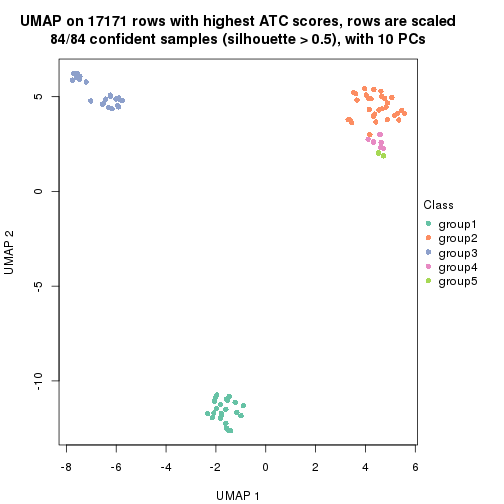 UMAP on 17171 rows with highest ATC scores, rows are scaled
84/84 confident samples (silhouette > 0.5), with 10 PCs
5
0
-5
-10
UMAP 2
-8 -6 -4 -2 0 2 4 6
UMAP 1
Class
group1
group2
group3
group4
group5